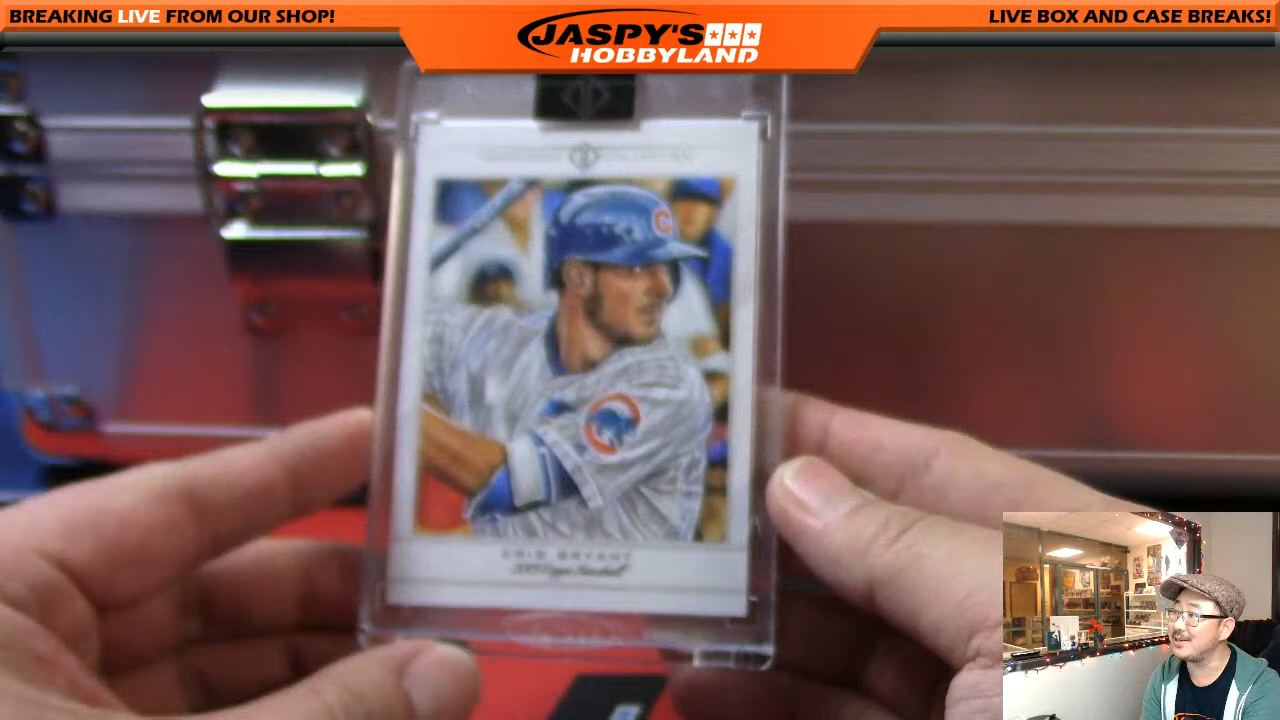 BREAKING LIVE FROM OUR SHOP!
JASPY'S
HOBBYLAND
LIVE BOX AND CASE BREAKS!
C
KRIS BRYANT